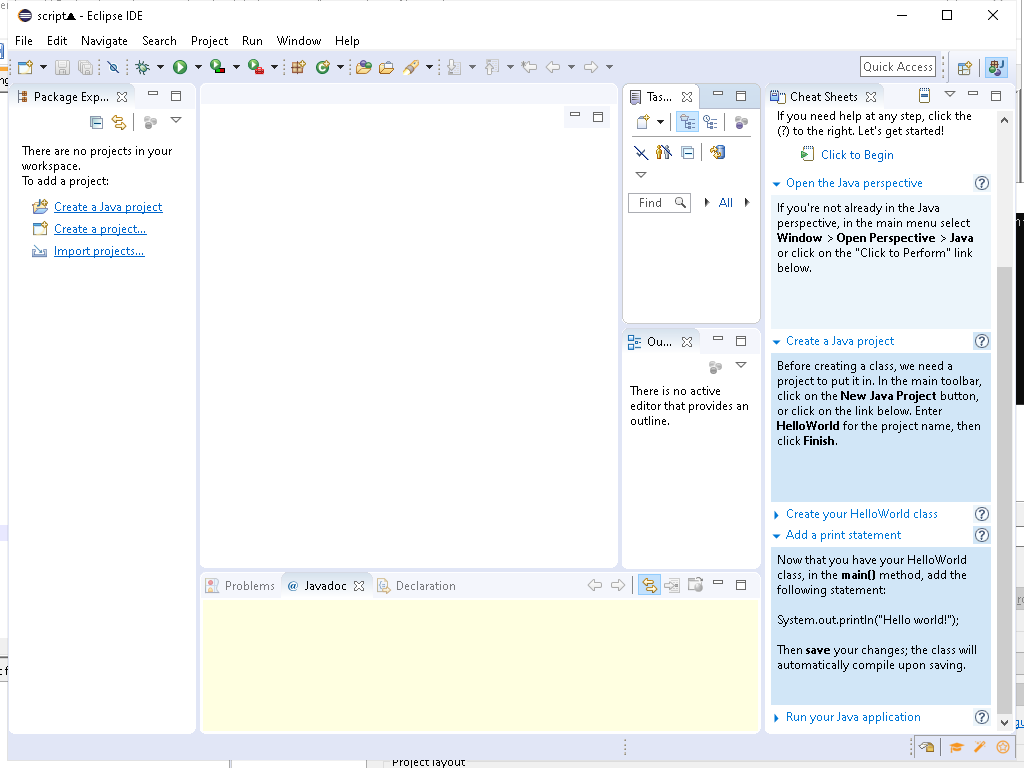 script▲ - Eclipse IDE
File Edit Navigate Search Project Run Window Help
Quick Access
Package Exp...
There are no projects in your
workspace.
To add a project:
Create a Java project
Create a project...
Import projects...
Tas...
Find
All
Ou...
There is no active
editor that provides an
outline.
Problems
@ Javadoc
Declaration
Cheat Sheets
If you need help at any step, click the
(?) to the right. Let's get started!
Click to Begin
Open the Java perspective
If you're not already in the Java
perspective, in the main menu select
Window > Open Perspective > Java
or click on the "Click to Perform" link
below.
Create a Java project
Before creating a class, we need a
project to put it in. In the main toolbar,
click on the New Java Project button,
or click on the link below. Enter
HelloWorld for the project name, then
click Finish.
Create your HelloWorld class
Add a print statement
Now that you have your HelloWorld
class, in the main() method, add the
following statement:
System.out.println("Hello world!");
Then save your changes; the class will
automatically compile upon saving.
Run your Java application
Project layout